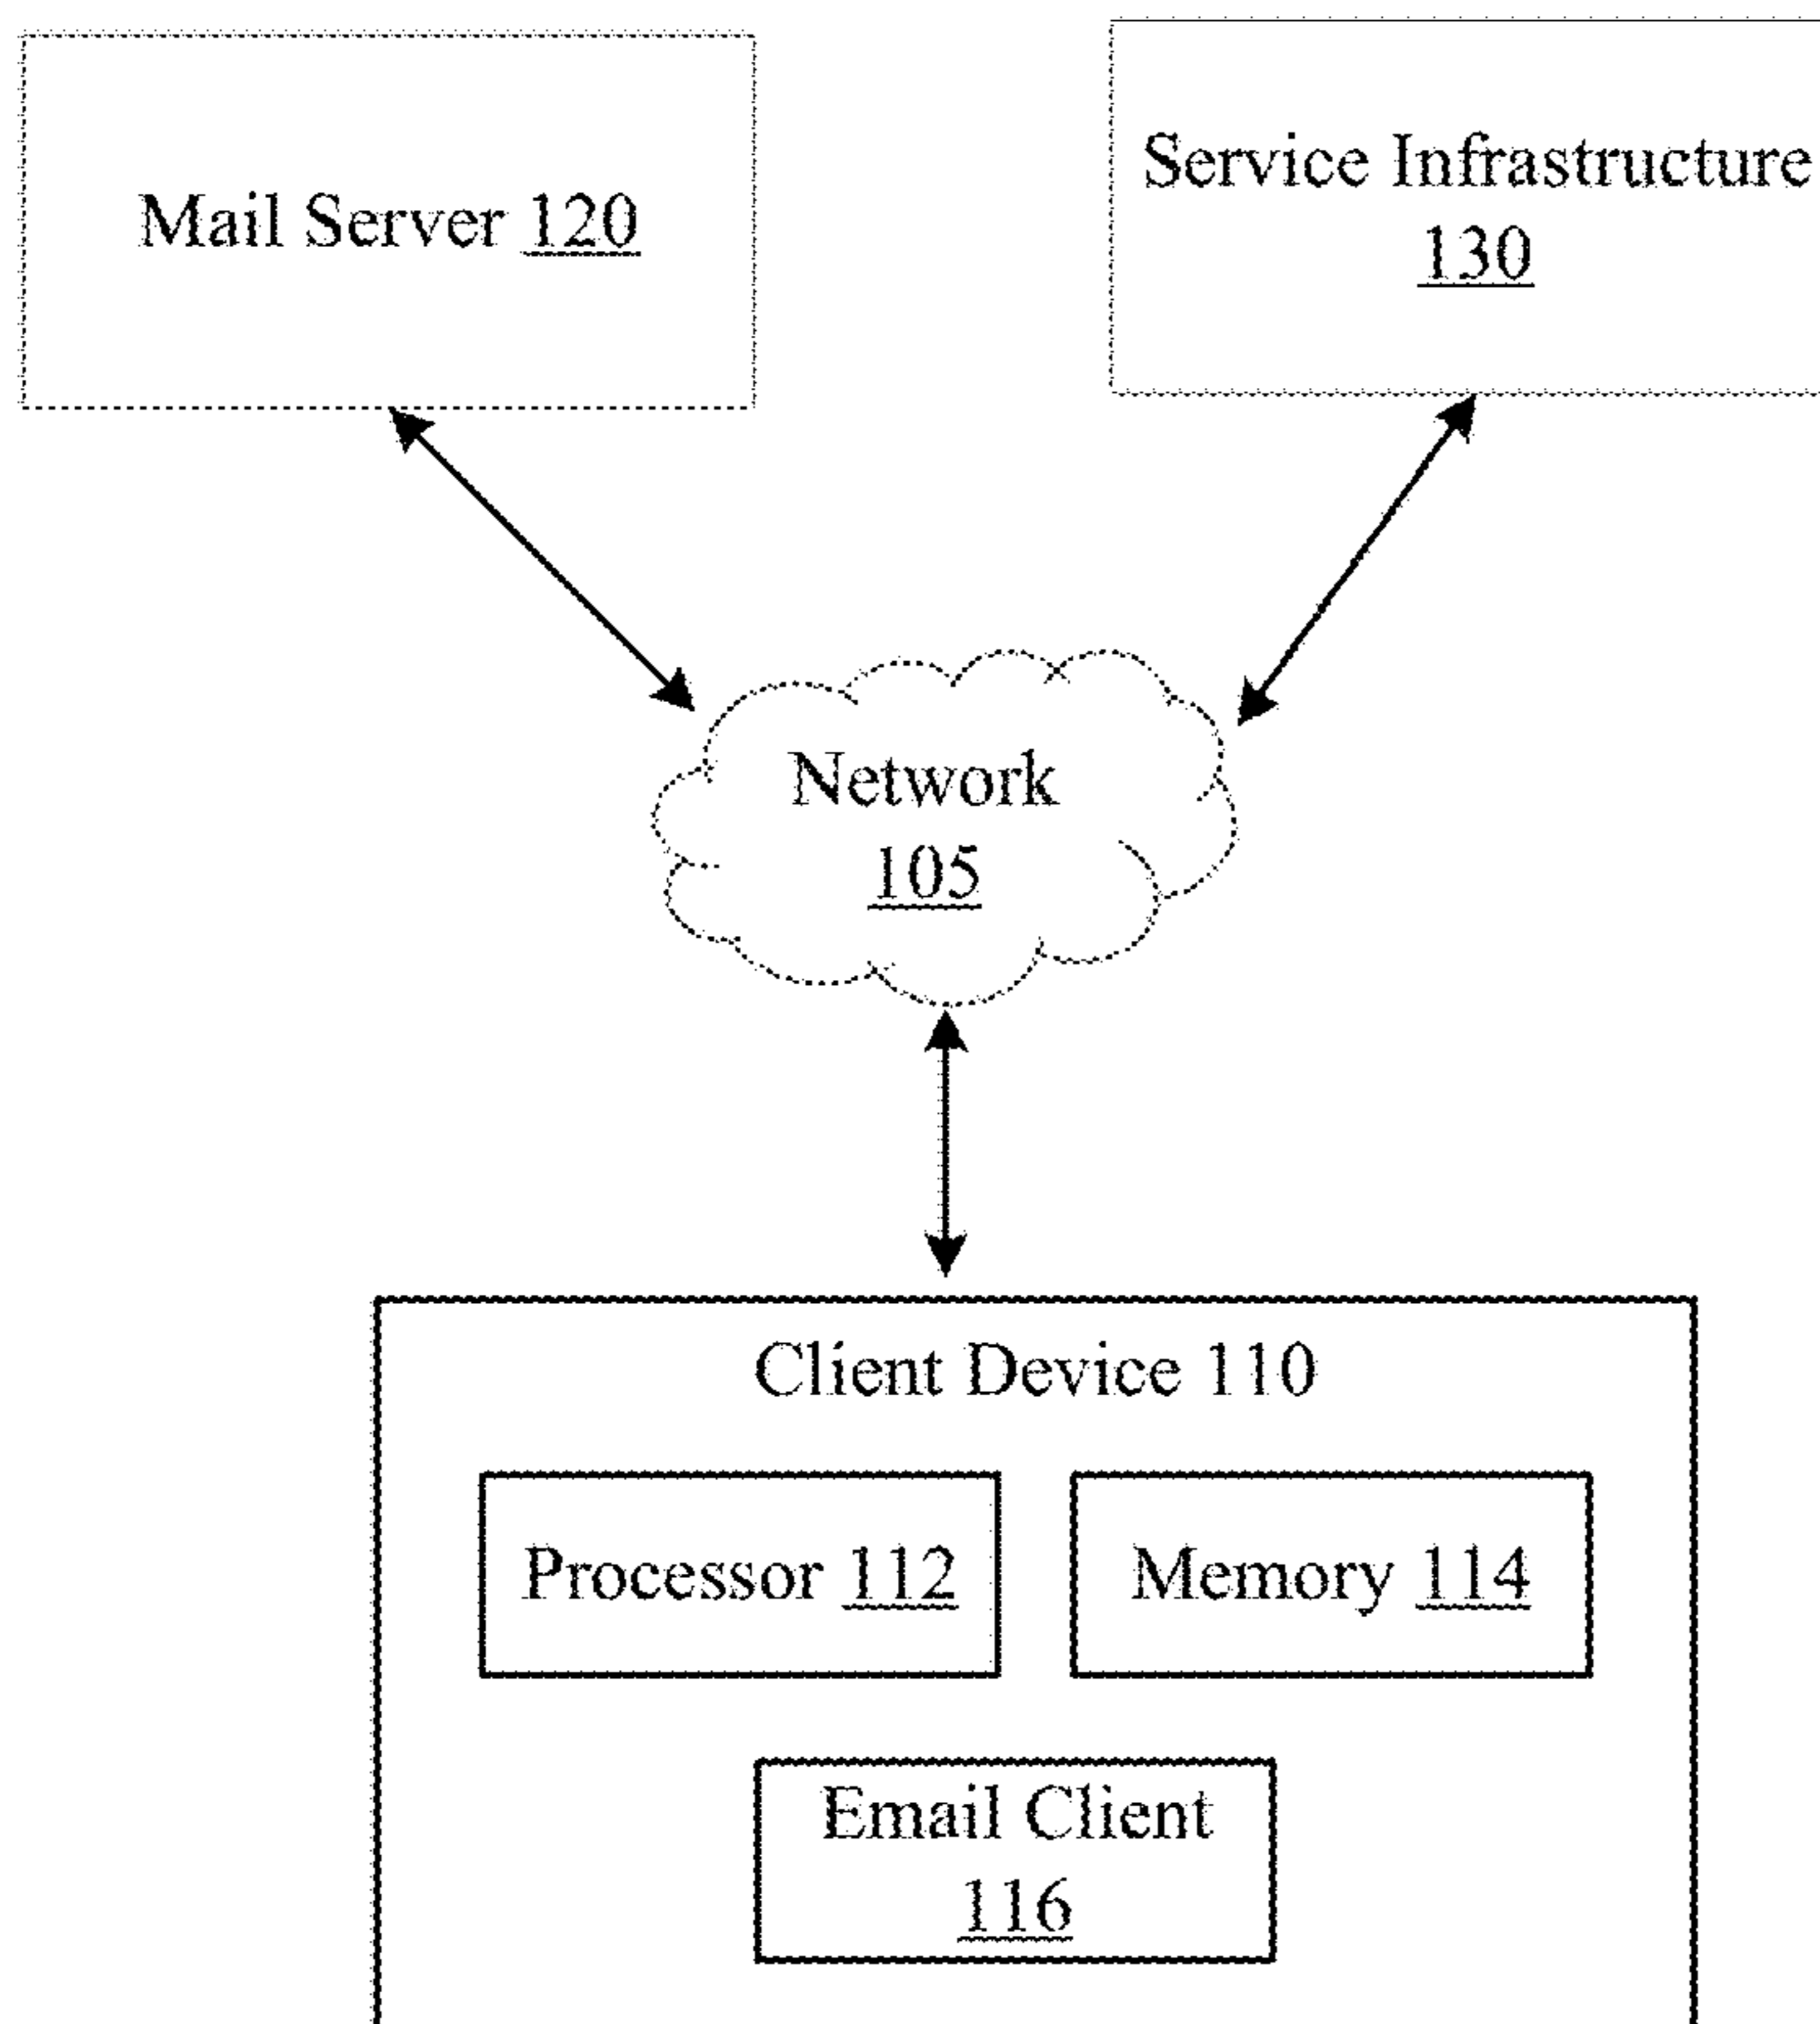 Mail Server 120
Service Infrastructure
130
Network
105
Client Device 110
Processor 112
Memory 114
Email Client
116